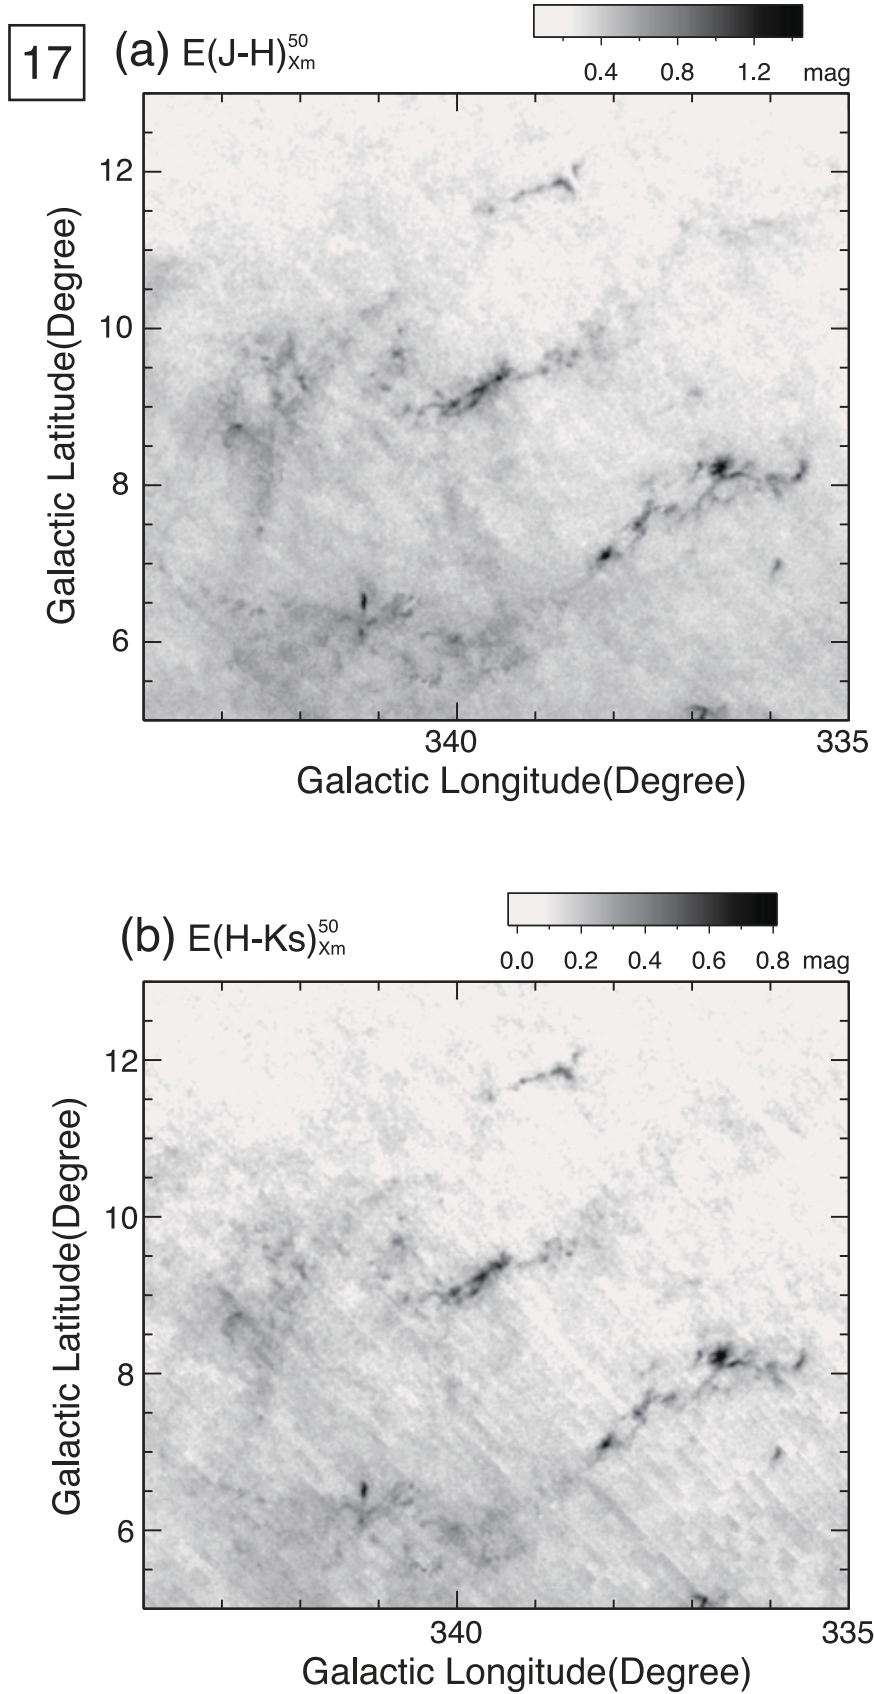 17
(a) E(J-H)⁵⁰Xm
0.4 0.8 1.2 mag
12
10
8
6
Galactic Latitude(Degree)
340 335
Galactic Longitude(Degree)
(b) E(H-Ks)⁵⁰Xm
0.0 0.2 0.4 0.6 0.8 mag
12
10
8
6
Galactic Latitude(Degree)
340 335
Galactic Longitude(Degree)